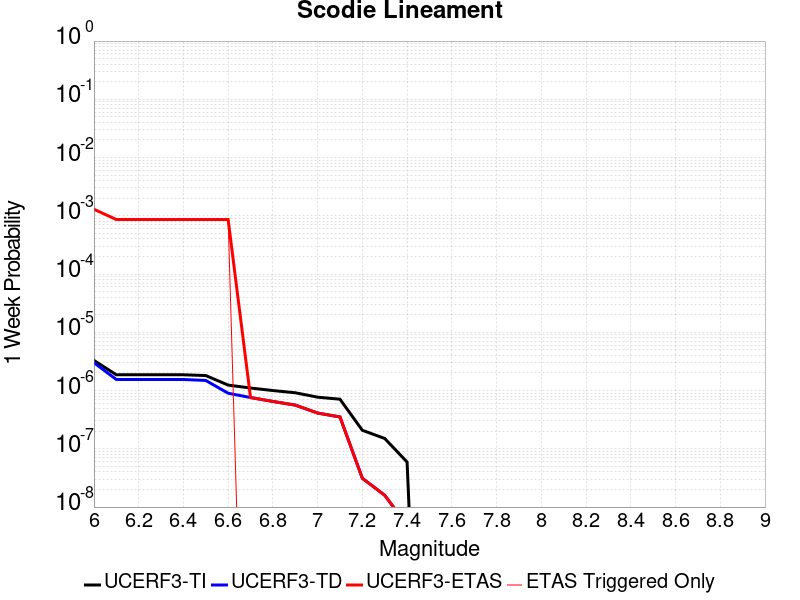 Scodie Lineament
10^0
10^-1
10^-2
10^-3
10^-4
10^-5
10^-6
10^-7
10^-8
1 Week Probability
6 6.2 6.4 6.6 6.8 7 7.2 7.4 7.6 7.8 8 8.2 8.4 8.6 8.8 9
Magnitude
UCERF3-TI UCERF3-TD UCERF3-ETAS ETAS Triggered Only